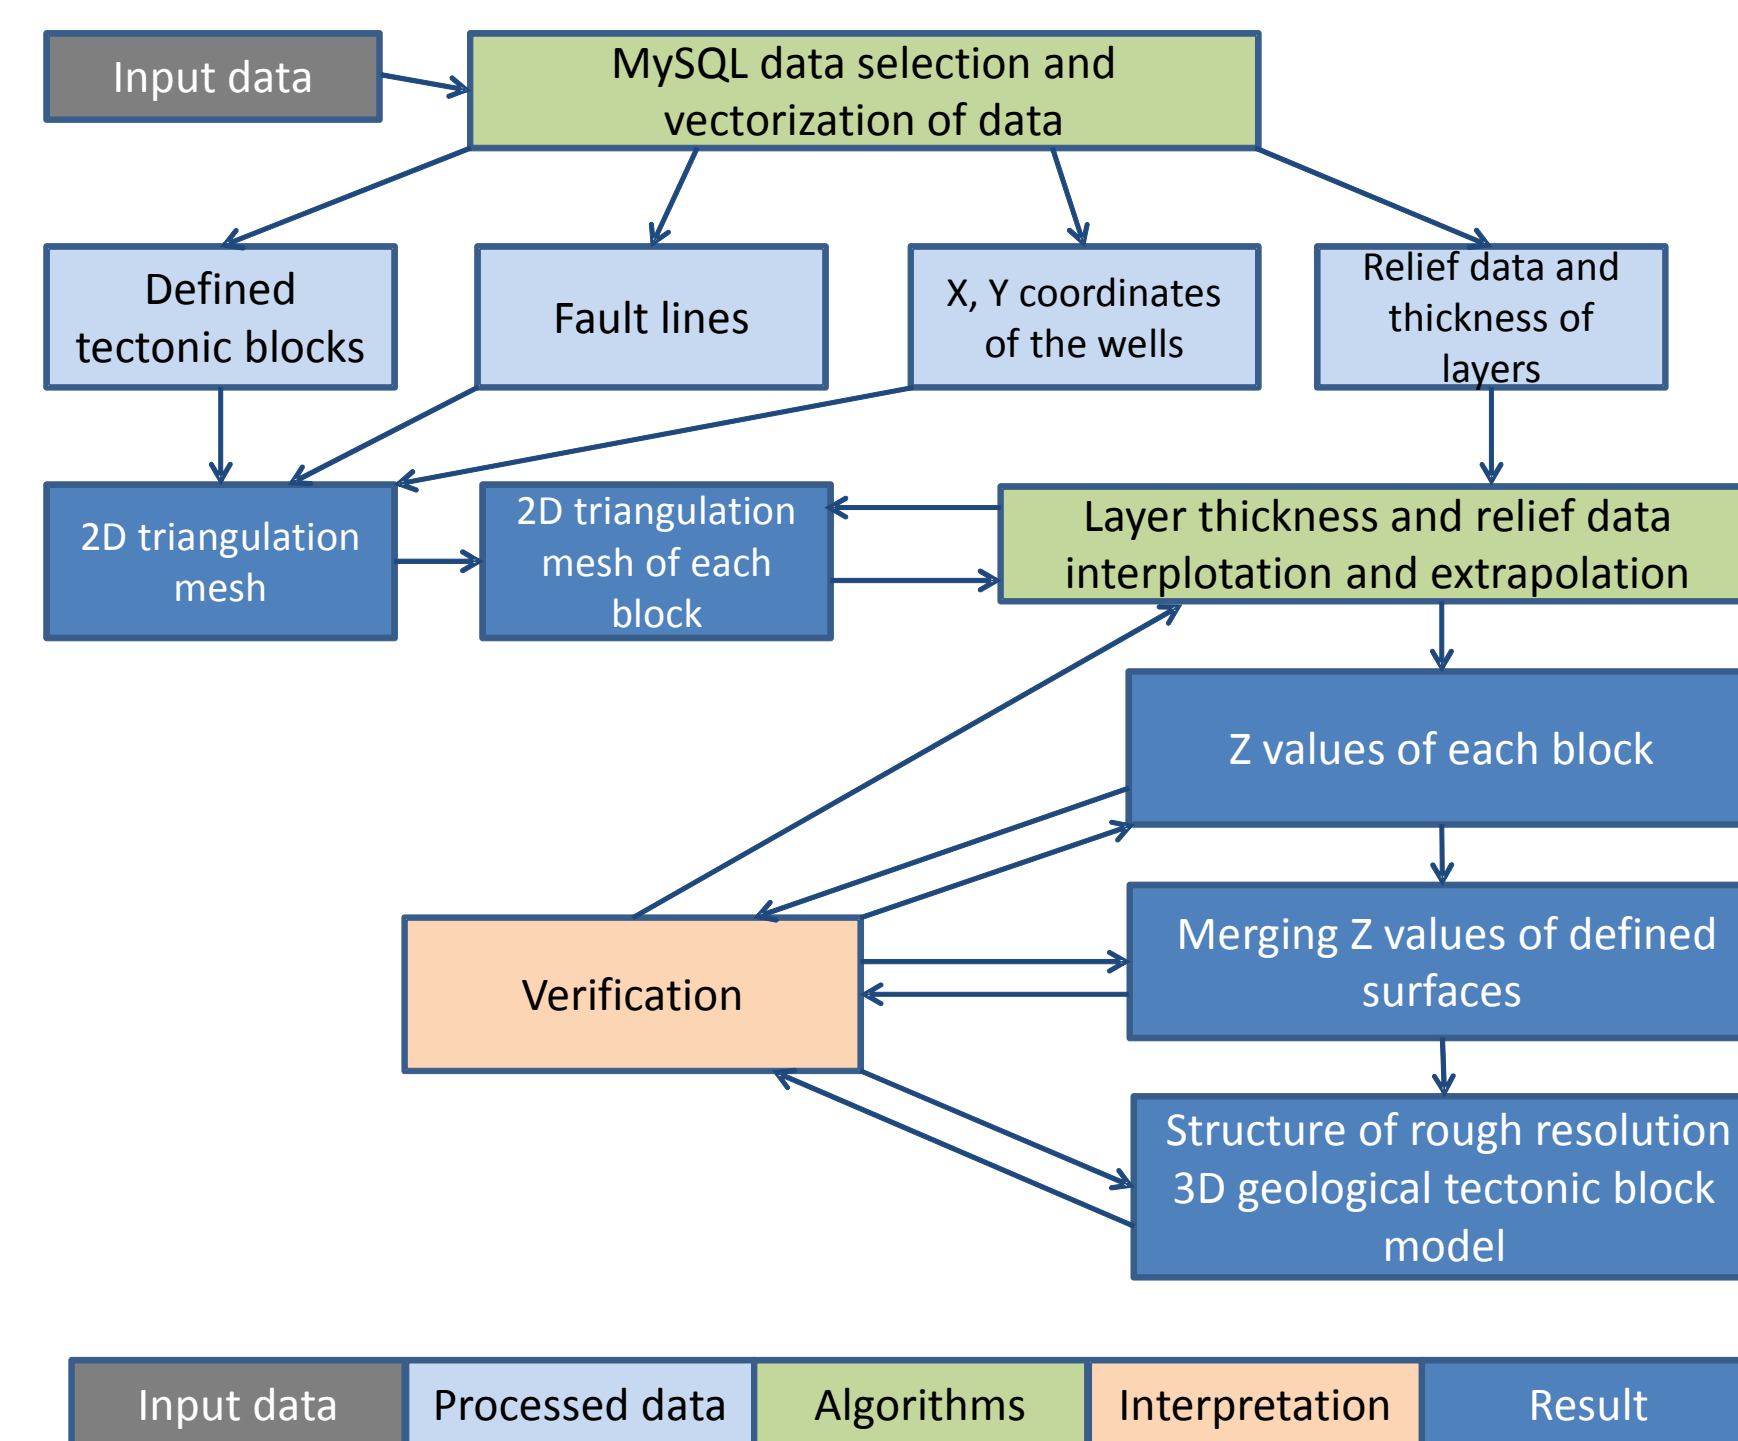 Input data
MySQL data selection and
vectorization of data
Defined
tectonic blocks
Fault lines
X, Y coordinates
of the wells
Relief data and
thickness of
layers
2D triangulation
mesh
2D triangulation
mesh of each
block
Layer thickness and relief data
interplotation and extrapolation
Z values of each block
Merging Z values of defined
surfaces
Verification
Structure of rough resolution
3D geological tectonic block
model
Input data
Processed data
Algorithms
Interpretation
Result